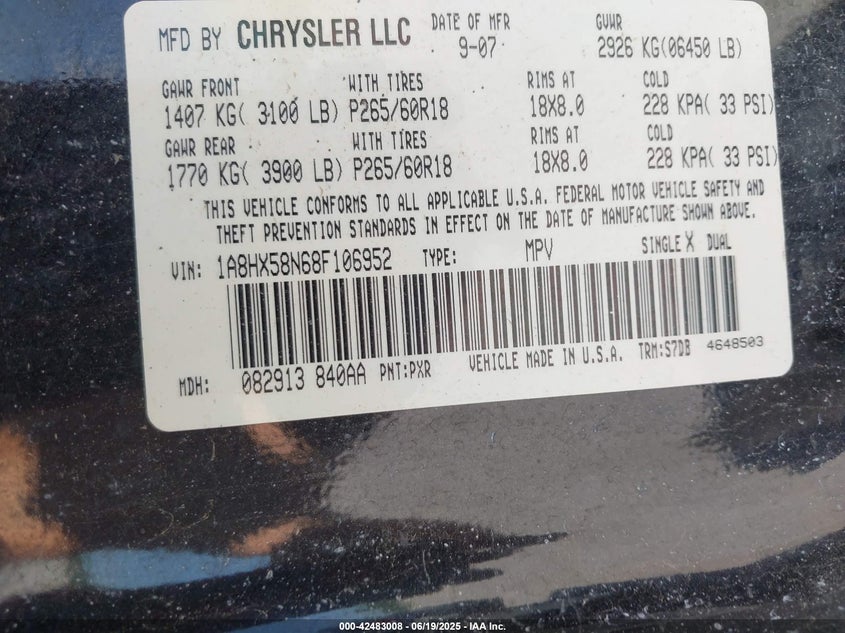 MFD BY CHRYSLER LLC DATE OF MFR GVWR
9-07 2926 KG(06450 LB)
GAWR FRONT WITH TIRES RIMS AT COLD
1407 KG( 3100 LB) P265/60R18 18X8.0 228 KPA( 33 PSI)
GAWR REAR WITH TIRES RIMS AT COLD
1770 KG( 3900 LB) P265/60R18 18X8.0 228 KPA( 33 PSI)
THIS VEHICLE CONFORMS TO ALL APPLICABLE U.S.A. FEDERAL MOTOR VEHICLE SAFETY AND
THEFT PREVENTION STANDARDS IN EFFECT ON THE DATE OF MANUFACTURE SHOWN ABOVE.
VIN: 1A8HX58N68F106952 TYPE: MPV SINGLE X DUAL
MDH: 082913 840AA PNT:PXR VEHICLE MADE IN U.S.A. TRM:S7DB 4648503
000-42483008 - 06/19/2025 - IAA Inc.